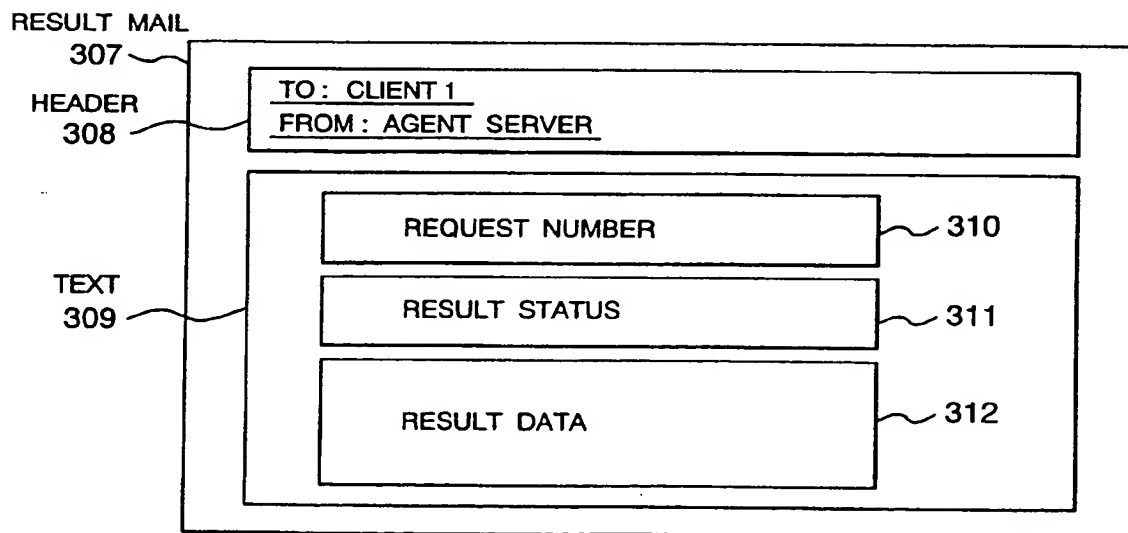 RESULT MAIL
307
HEADER
308
TO : CLIENT 1
FROM : AGENT SERVER
REQUEST NUMBER
310
TEXT
309
RESULT STATUS
311
RESULT DATA
312